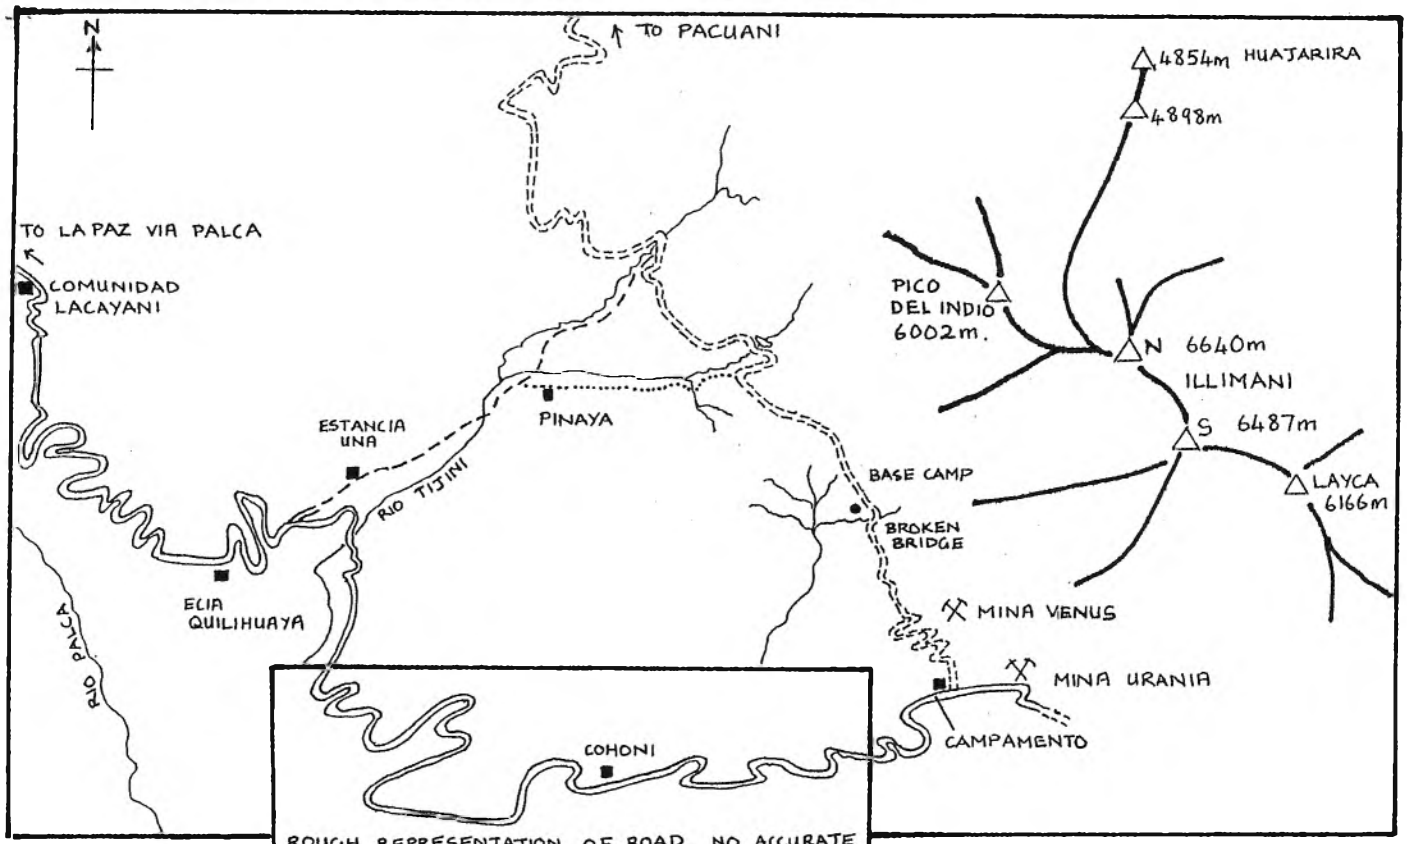 N
TO PACUANI
4854m HUAJARIRA
4898m
TO LA PAZ VIA PALCA
COMUNIDAD
LACAYANI
PICO
DEL INDIO
6002m.
N 6640m
ILLIMANI
S 6487m
LAYCA
6166m
ESTANCIA
UNA
PINAYA
RIO TIJINI
BASE CAMP
BROKEN
BRIDGE
ECIA
QUILIHUAYA
RIO PALCA
MINA VENUS
MINA URANIA
CAMPAMENTO
COHONI
ROUGH REPRESENTATION OF ROAD NO ACCURATE